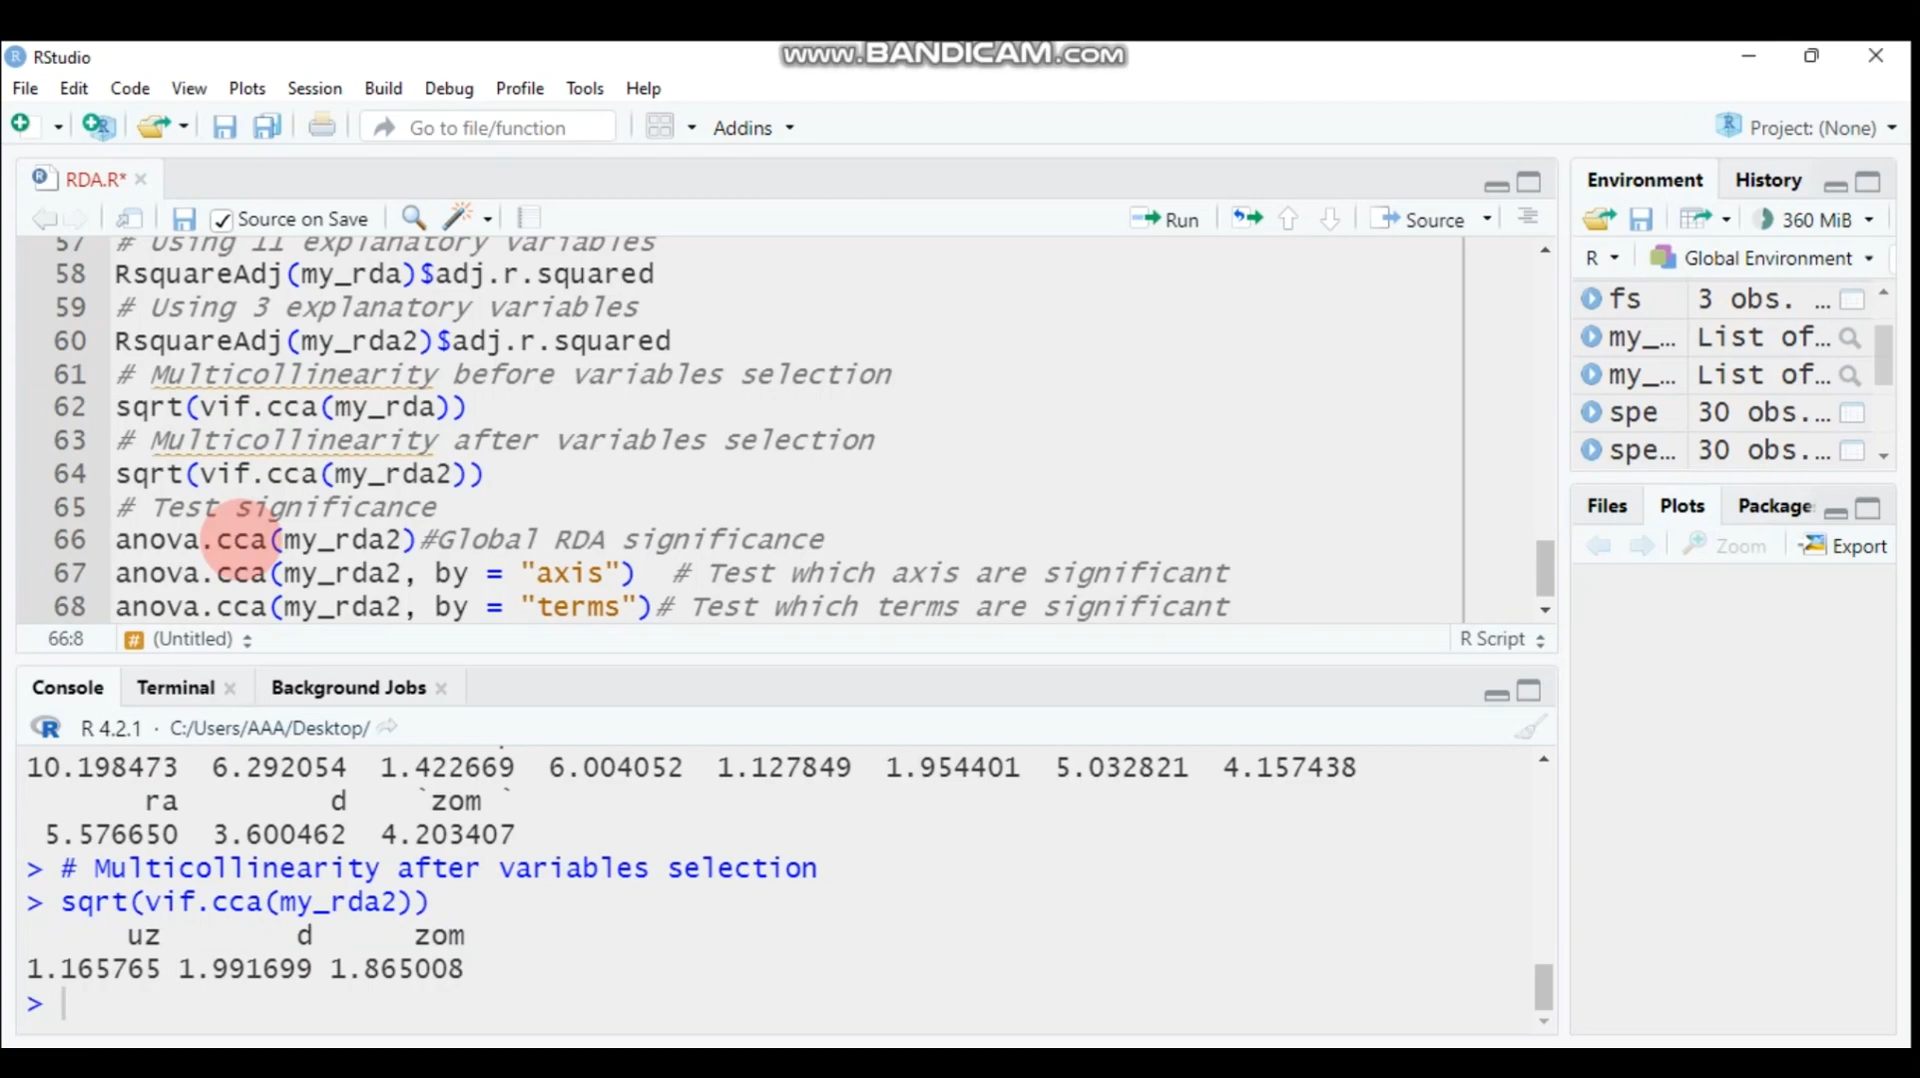 www.BANDICAM.com
RStudio
File Edit Code View Plots Session Build Debug Profile Tools Help
Go to file/function Addins Project: (None)
RDA.R*
Source on Save Run Source
57 # Using 11 explanatory variables
58 RsquareAdj(my_rda)$adj.r.squared
59 # Using 3 explanatory variables
60 RsquareAdj(my_rda2)$adj.r.squared
61 # Multicollinearity before variables selection
62 sqrt(vif.cca(my_rda))
63 # Multicollinearity after variables selection
64 sqrt(vif.cca(my_rda2))
65 # Test significance
66 anova.cca(my_rda2)#Global RDA significance
67 anova.cca(my_rda2, by = "axis") # Test which axis are significant
68 anova.cca(my_rda2, by = "terms")# Test which terms are significant
66:8 # (Untitled) R Script
Console Terminal Background Jobs
R 4.2.1 · C:/Users/AAA/Desktop/
10.198473 6.292054 1.422669 6.004052 1.127849 1.954401 5.032821 4.157438
ra d `zom `
5.576650 3.600462 4.203407
> # Multicollinearity after variables selection
> sqrt(vif.cca(my_rda2))
uz d zom
1.165765 1.991699 1.865008
>
Environment History
360 MiB
R Global Environment
fs 3 obs. ...
my_... List of...
my_... List of...
spe 30 obs....
spe... 30 obs....
Files Plots Package
Zoom Export